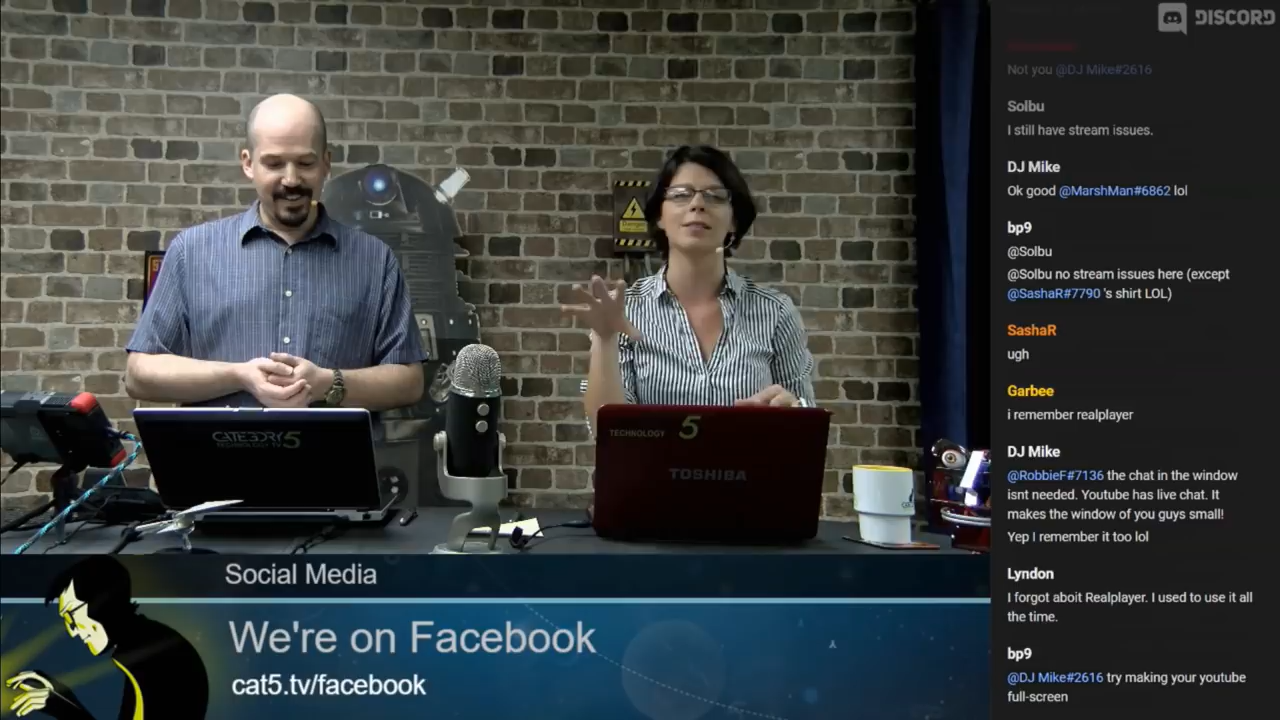 DISCORD
Not you @DJ Mike#2616
Solbu
I still have stream issues.
DJ Mike
Ok good @MarshMan#6862 lol
bp9
@Solbu
@Solbu no stream issues here (except
@SashaR#7790 's shirt LOL)
SashaR
ugh
Garbee
i remember realplayer
DJ Mike
@RobbieF#7136 the chat in the window
isnt needed. Youtube has live chat. It
makes the window of you guys small!
Yep I remember it too lol
Lyndon
I forgot aboit Realplayer. I used to use it all
the time.
bp9
@DJ Mike#2616 try making your youtube
full-screen
CATEGORY 5
TECHNOLOGY TV
TECHNOLOGY 5
TOSHIBA
Social Media
We're on Facebook
cat5.tv/facebook